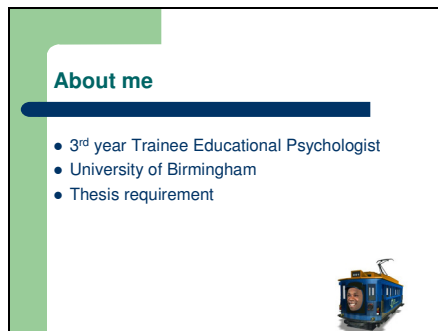 About me
3rd year Trainee Educational Psychologist
University of Birmingham
Thesis requirement